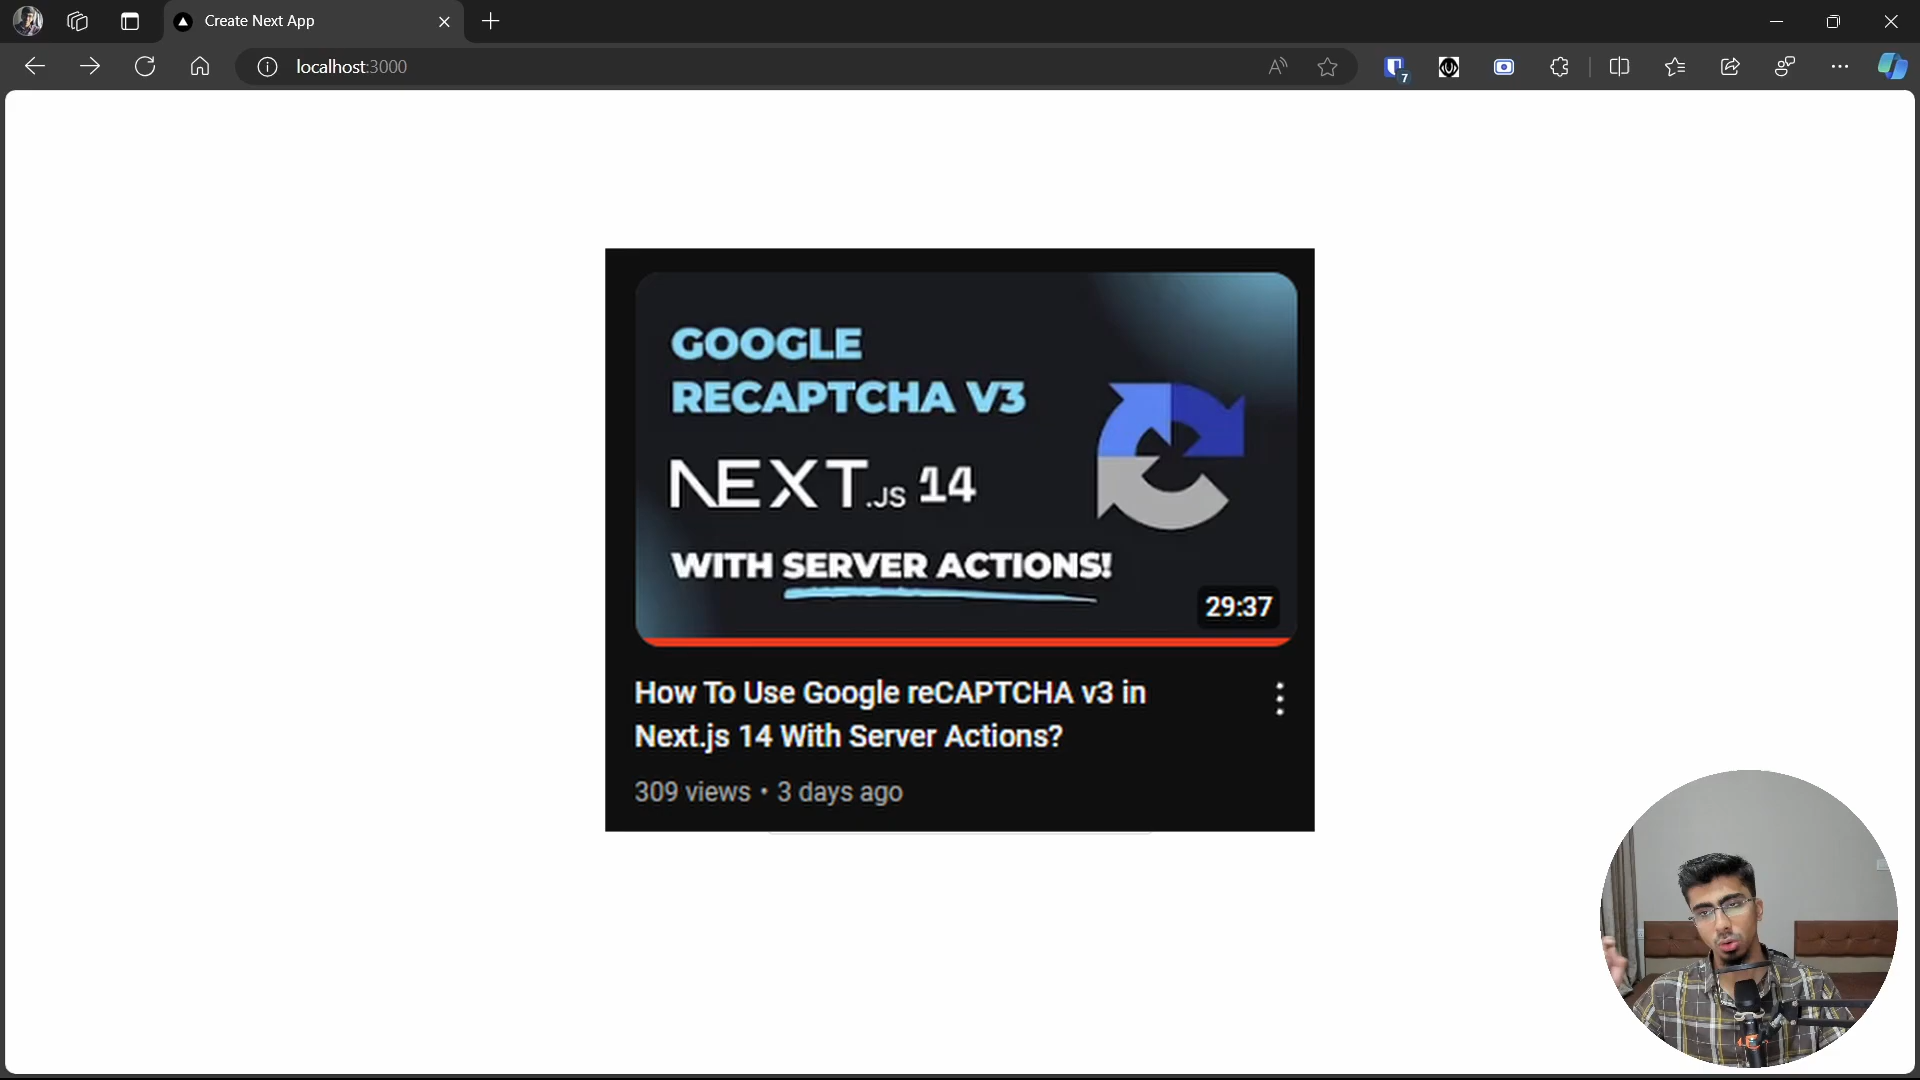 Create Next App
localhost:3000
7
GOOGLE
RECAPTCHA V3
NEXT.JS 14
WITH SERVER ACTIONS!
29:37
How To Use Google reCAPTCHA v3 in
Next.js 14 With Server Actions?
309 views • 3 days ago